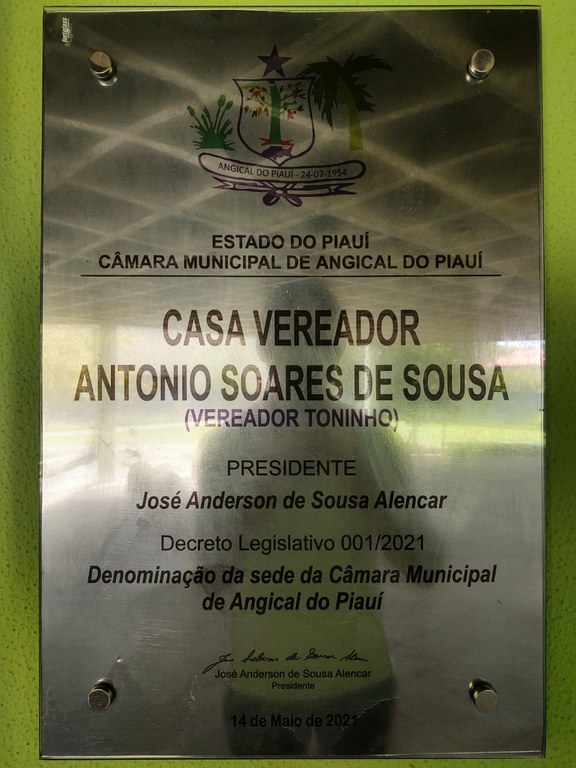 ANGICAL DO PIAUÍ - 24-07-1954
ESTADO DO PIAUÍ
CÂMARA MUNICIPAL DE ANGICAL DO PIAUÍ
CASA VEREADOR
ANTONIO SOARES DE SOUSA
(VEREADOR TONINHO)
PRESIDENTE
José Anderson de Sousa Alencar
Decreto Legislativo 001/2021
Denominação da sede da Câmara Municipal
de Angical do Piauí
José Anderson de Sousa Alencar
Presidente
14 de Maio de 2021